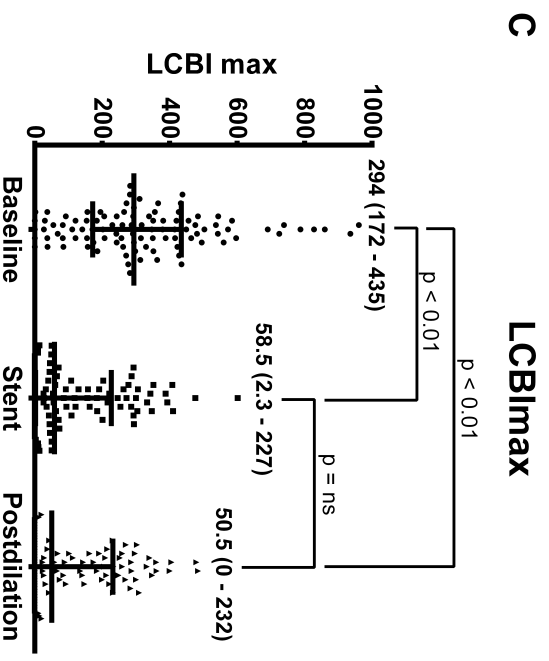 C
LCBImax
p < 0.01
p < 0.01
p = ns
294 (172 - 435)
58.5 (2.3 - 227)
50.5 (0 - 232)
LCBI max
1000
800
600
400
200
0
Baseline
Stent
Postdilation